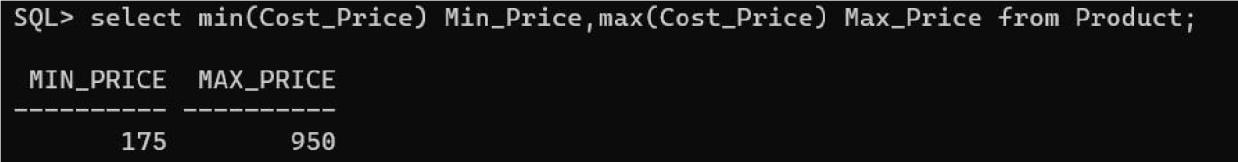 SQL> select min(Cost_Price) Min_Price,max(Cost_Price) Max_Price from Product;
 MIN_PRICE  MAX_PRICE
---------- ----------
       175        950